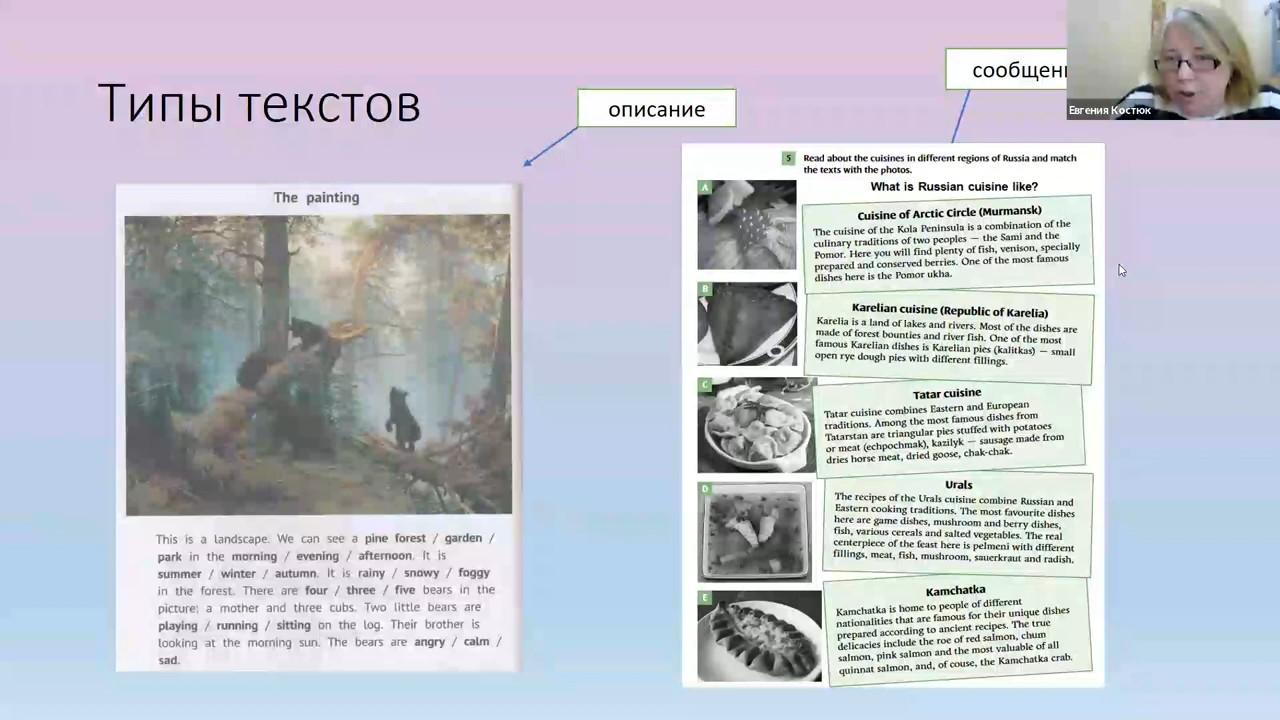 Типы текстов
описание
сообщен
Евгения Костюк
The painting
This is a landscape. We can see a pine forest / garden /
park in the morning / evening / afternoon. It is
summer / winter / autumn. It is rainy / snowy / foggy
in the forest. There are four / three / five bears in the
picture: a mother and three cubs. Two little bears are
playing / running / sitting on the log. Their brother is
looking at the morning sun. The bears are angry / calm /
sad.
5 Read about the cuisines in different regions of Russia and match
the texts with the photos.
What is Russian cuisine like?
A
Cuisine of Arctic Circle (Murmansk)
The cuisine of the Kola Peninsula is a combination of the
culinary traditions of two peoples — the Sami and the
Pomor. Here you will find plenty of fish, venison, specially
prepared and conserved berries. One of the most famous
dishes here is the Pomor ukha.
B
Karelian cuisine (Republic of Karelia)
Karelia is a land of lakes and rivers. Most of the dishes are
made of forest bounties and river fish. One of the most
famous Karelian dishes is Karelian pies (kalitkas) — small
open rye dough pies with different fillings.
C
Tatar cuisine
Tatar cuisine combines Eastern and European
traditions. Among the most famous dishes from
Tatarstan are triangular pies stuffed with potatoes
or meat (echpochmak), kazilyk — sausage made from
dries horse meat, dried goose, chak-chak.
D
Urals
The recipes of the Urals cuisine combine Russian and
Eastern cooking traditions. The most favourite dishes
here are game dishes, mushroom and berry dishes,
fish, various cereals and salted vegetables. The real
centerpiece of the feast here is pelmeni with different
fillings, meat, fish, mushroom, sauerkraut and radish.
E
Kamchatka
Kamchatka is home to people of different
nationalities that are famous for their unique dishes
prepared according to ancient recipes. The true
delicacies include the roe of red salmon, chum
salmon, pink salmon and the most valuable of all
quinnat salmon, and, of couse, the Kamchatka crab.